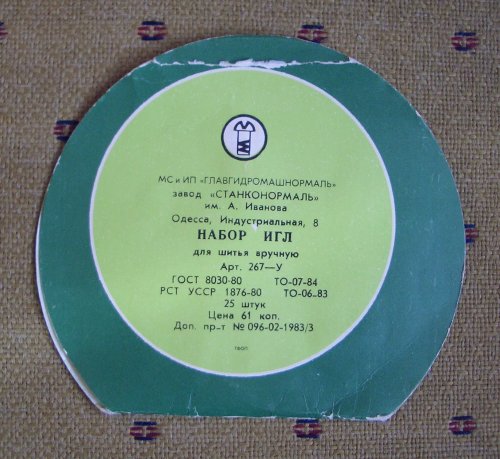 МС и ИП «ГЛАВГИДРОМАШНОРМАЛЬ»
завод «СТАНКОНОРМАЛЬ»
им. А. Иванова
Одесса, Индустриальная, 8
НАБОР ИГЛ
для шитья вручную
Арт. 267—У
ГОСТ 8030-80 ТО-07-84
РСТ УССР 1876-80 ТО-06-83
25 штук
Цена 61 коп.
Доп. пр-т № 096-02-1983/3